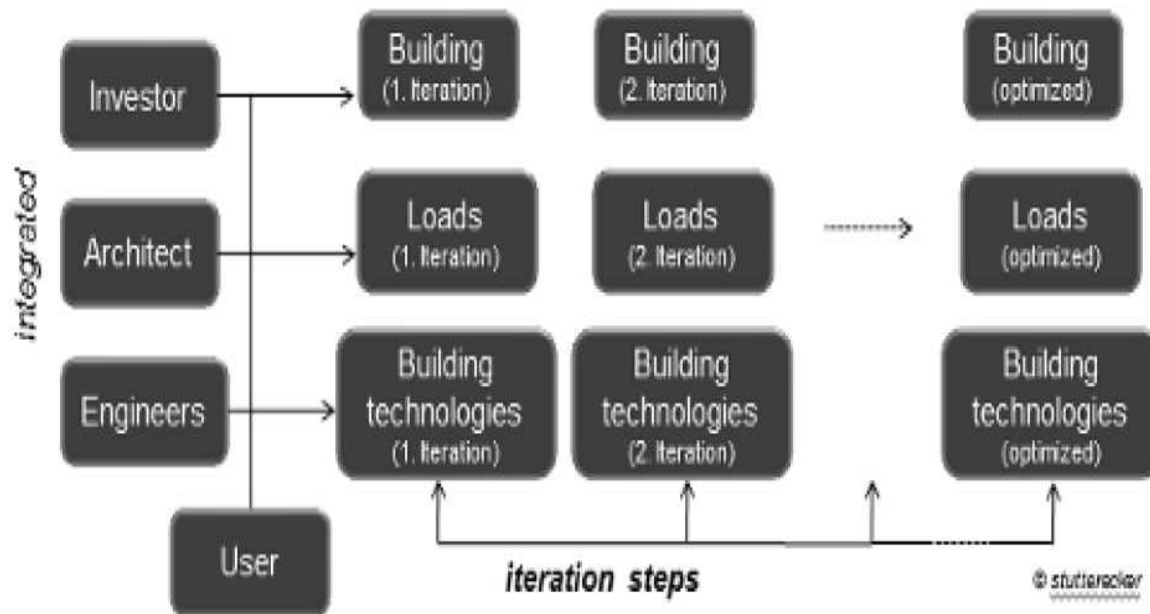 integrated
Investor
Architect
Engineers
User
Building
(1. Iteration)
Building
(2. Iteration)
Building
(optimized)
Loads
(1. Iteration)
Loads
(2. Iteration)
Loads
(optimized)
Building
technologies
(1. Iteration)
Building
technologies
(2. Iteration)
Building
technologies
(optimized)
iteration steps
© stutterecker